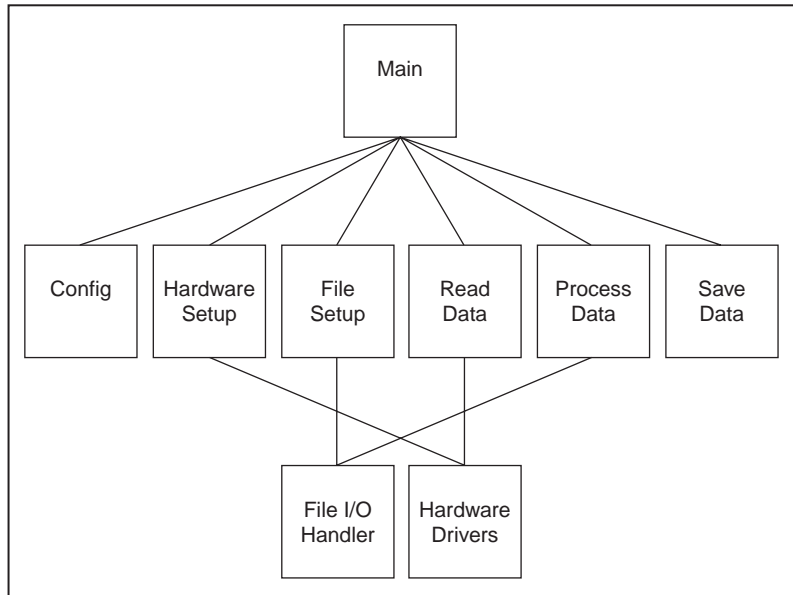 Main
Config
Hardware
Setup
File
Setup
Read
Data
Process
Data
Save
Data
File I/O
Handler
Hardware
Drivers